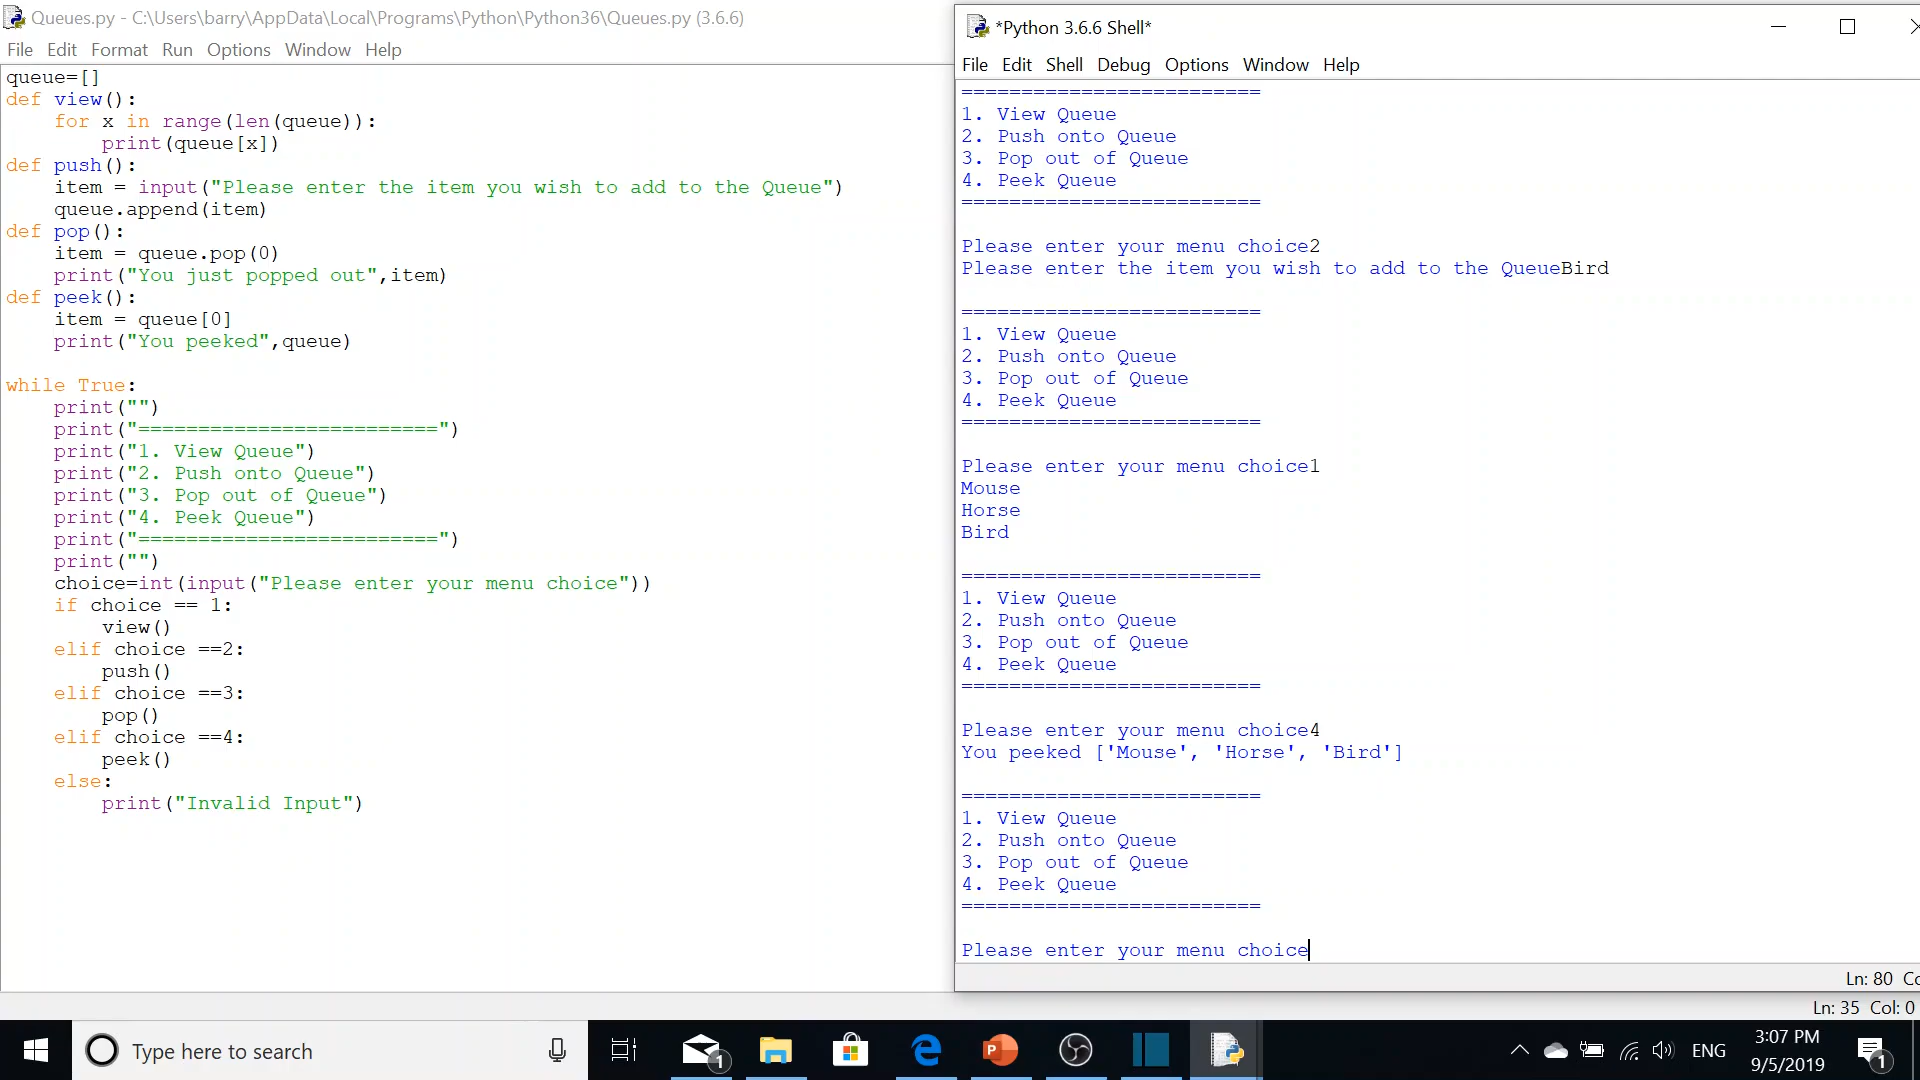 Queues.py - C:\Users\barry\AppData\Local\Programs\Python\Python36\Queues.py (3.6.6)
File Edit Format Run Options Window Help
queue=[]
def view():
    for x in range(len(queue)):
        print(queue[x])
def push():
    item = input("Please enter the item you wish to add to the Queue")
    queue.append(item)
def pop():
    item = queue.pop(0)
    print("You just popped out",item)
def peek():
    item = queue[0]
    print("You peeked",queue)

while True:
    print("")
    print("=========================")
    print("1. View Queue")
    print("2. Push onto Queue")
    print("3. Pop out of Queue")
    print("4. Peek Queue")
    print("=========================")
    print("")
    choice=int(input("Please enter your menu choice"))
    if choice == 1:
        view()
    elif choice ==2:
        push()
    elif choice ==3:
        pop()
    elif choice ==4:
        peek()
    else:
        print("Invalid Input")
*Python 3.6.6 Shell*
File Edit Shell Debug Options Window Help
=========================
1. View Queue
2. Push onto Queue
3. Pop out of Queue
4. Peek Queue
=========================

Please enter your menu choice2
Please enter the item you wish to add to the QueueBird

=========================
1. View Queue
2. Push onto Queue
3. Pop out of Queue
4. Peek Queue
=========================

Please enter your menu choice1
Mouse
Horse
Bird

=========================
1. View Queue
2. Push onto Queue
3. Pop out of Queue
4. Peek Queue
=========================

Please enter your menu choice4
You peeked ['Mouse', 'Horse', 'Bird']

=========================
1. View Queue
2. Push onto Queue
3. Pop out of Queue
4. Peek Queue
=========================

Please enter your menu choice
Ln: 80 Co
Ln: 35 Col: 0
Type here to search
1
P
ENG
3:07 PM
9/5/2019
1